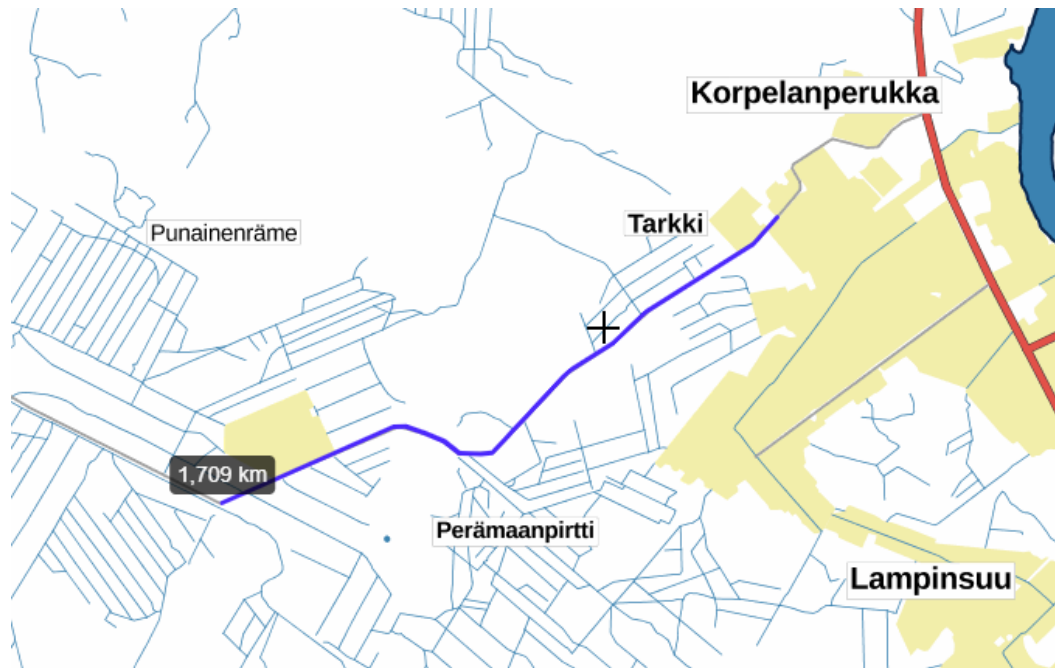 Korpelanperukka
Tarkki
Punainenräme
1,709 km
Perämaanpirtti
Lampinsuu